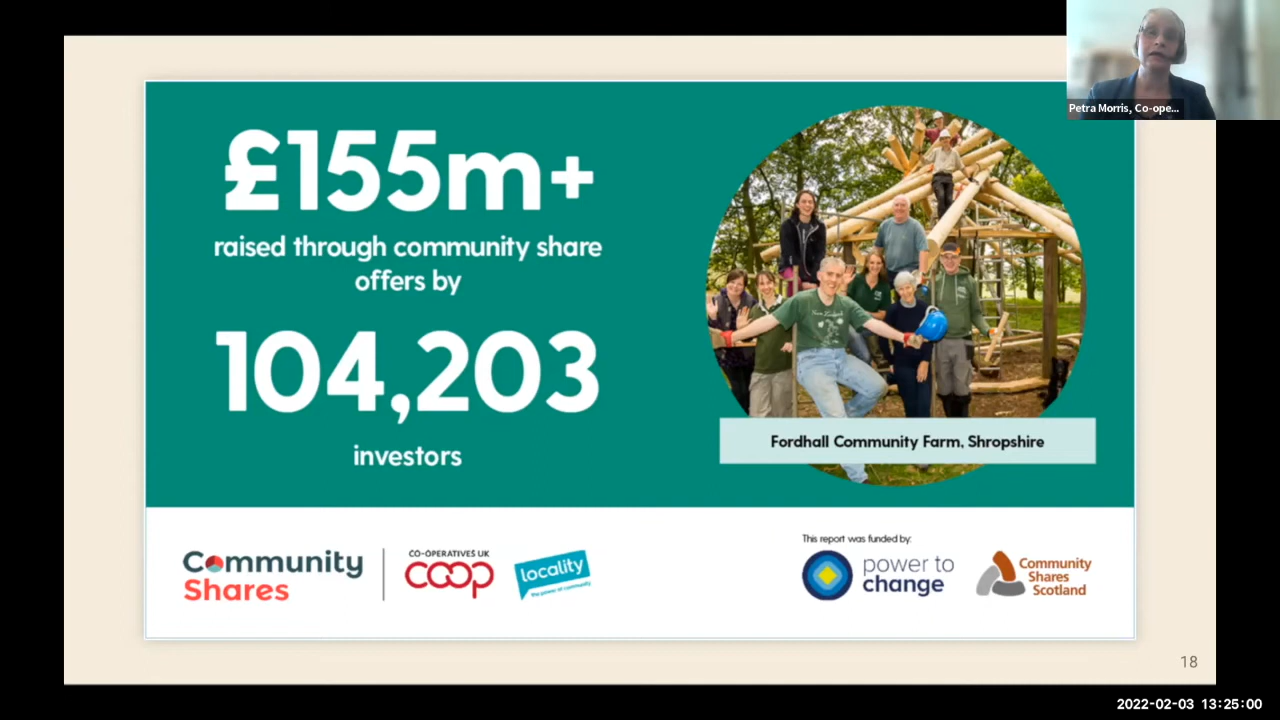 Petra Morris, Co-ope...
£155m+
raised through community share
offers by
104,203
investors
Fordhall Community Farm, Shropshire
Community
Shares
CO-OPERATIVES UK
coop
locality
the power of community
This report was funded by:
power to
change
Community
Shares
Scotland
18
2022-02-03 13:25:00